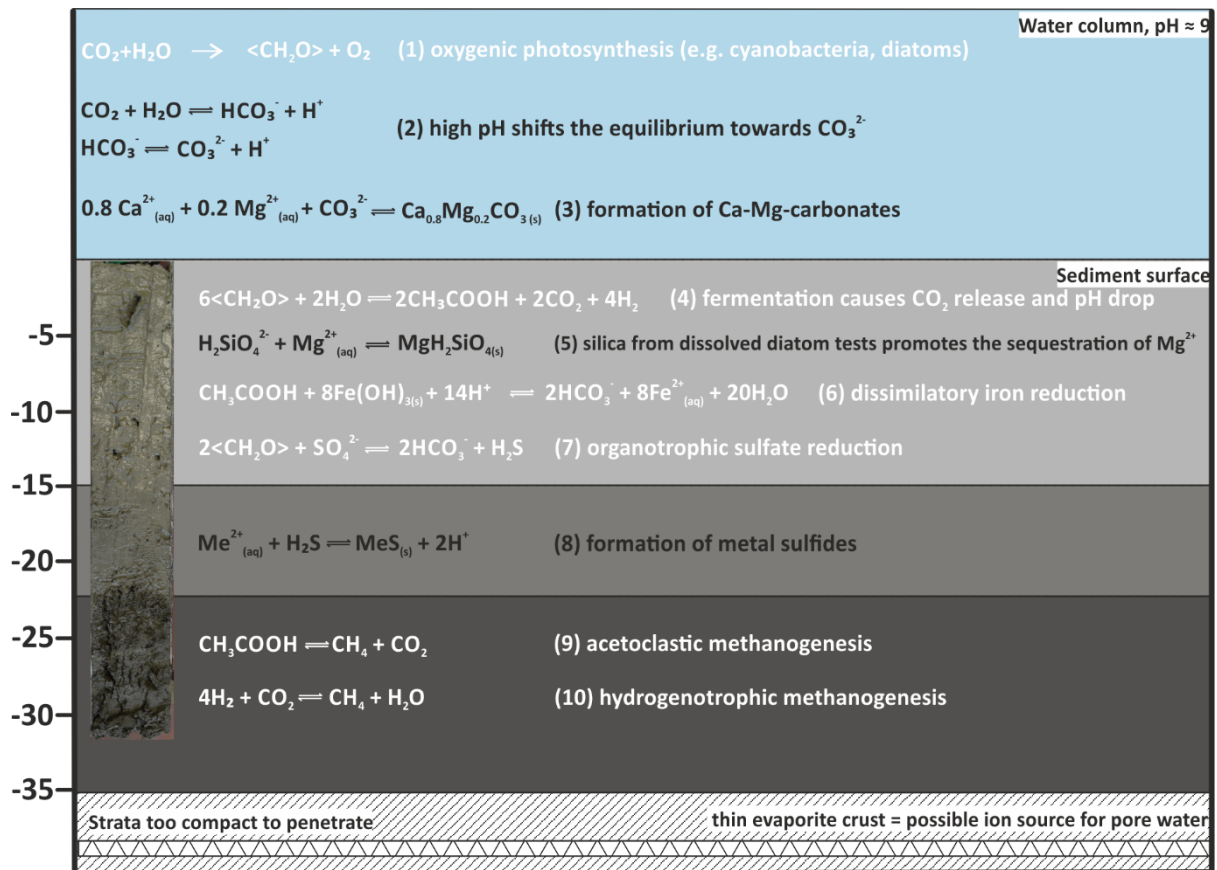 Water column, pH ≈ 9
CO₂+H₂O → <CH₂O> + O₂ (1) oxygenic photosynthesis (e.g. cyanobacteria, diatoms)
CO₂ + H₂O ⇌ HCO₃⁻ + H⁺
(2) high pH shifts the equilibrium towards CO₃²⁻
HCO₃⁻ ⇌ CO₃²⁻ + H⁺
0.8 Ca²⁺(aq) + 0.2 Mg²⁺(aq) + CO₃²⁻ ⇌ Ca₀.₈Mg₀.₂CO₃(s) (3) formation of Ca-Mg-carbonates
Sediment surface
6<CH₂O> + 2H₂O ⇌ 2CH₃COOH + 2CO₂ + 4H₂ (4) fermentation causes CO₂ release and pH drop
-5
H₂SiO₄²⁻ + Mg²⁺(aq) ⇌ MgH₂SiO₄(s) (5) silica from dissolved diatom tests promotes the sequestration of Mg²⁺
CH₃COOH + 8Fe(OH)₃(s) + 14H⁺ ⇌ 2HCO₃⁻ + 8Fe²⁺(aq) + 20H₂O (6) dissimilatory iron reduction
-10
2<CH₂O> + SO₄²⁻ ⇌ 2HCO₃⁻ + H₂S (7) organotrophic sulfate reduction
-15
Me²⁺(aq) + H₂S ⇌ MeS(s) + 2H⁺ (8) formation of metal sulfides
-20
-25
CH₃COOH ⇌ CH₄ + CO₂ (9) acetoclastic methanogenesis
4H₂ + CO₂ ⇌ CH₄ + H₂O (10) hydrogenotrophic methanogenesis
-30
-35
Strata too compact to penetrate
thin evaporite crust = possible ion source for pore water